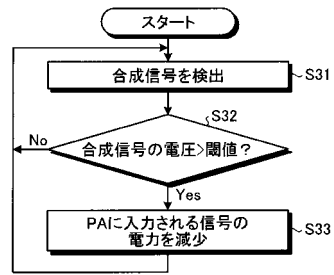 スタート
合成信号を検出
S31
S32
合成信号の電圧>閾値?
No
Yes
PAに入力される信号の
電力を減少
S33